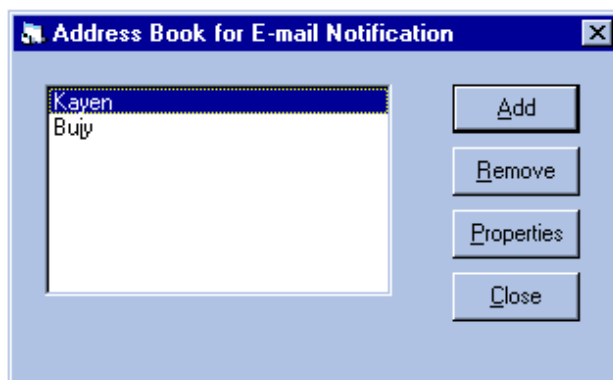 Address Book for E-mail Notification
Kayen
Bujy
Add
Remove
Properties
Close